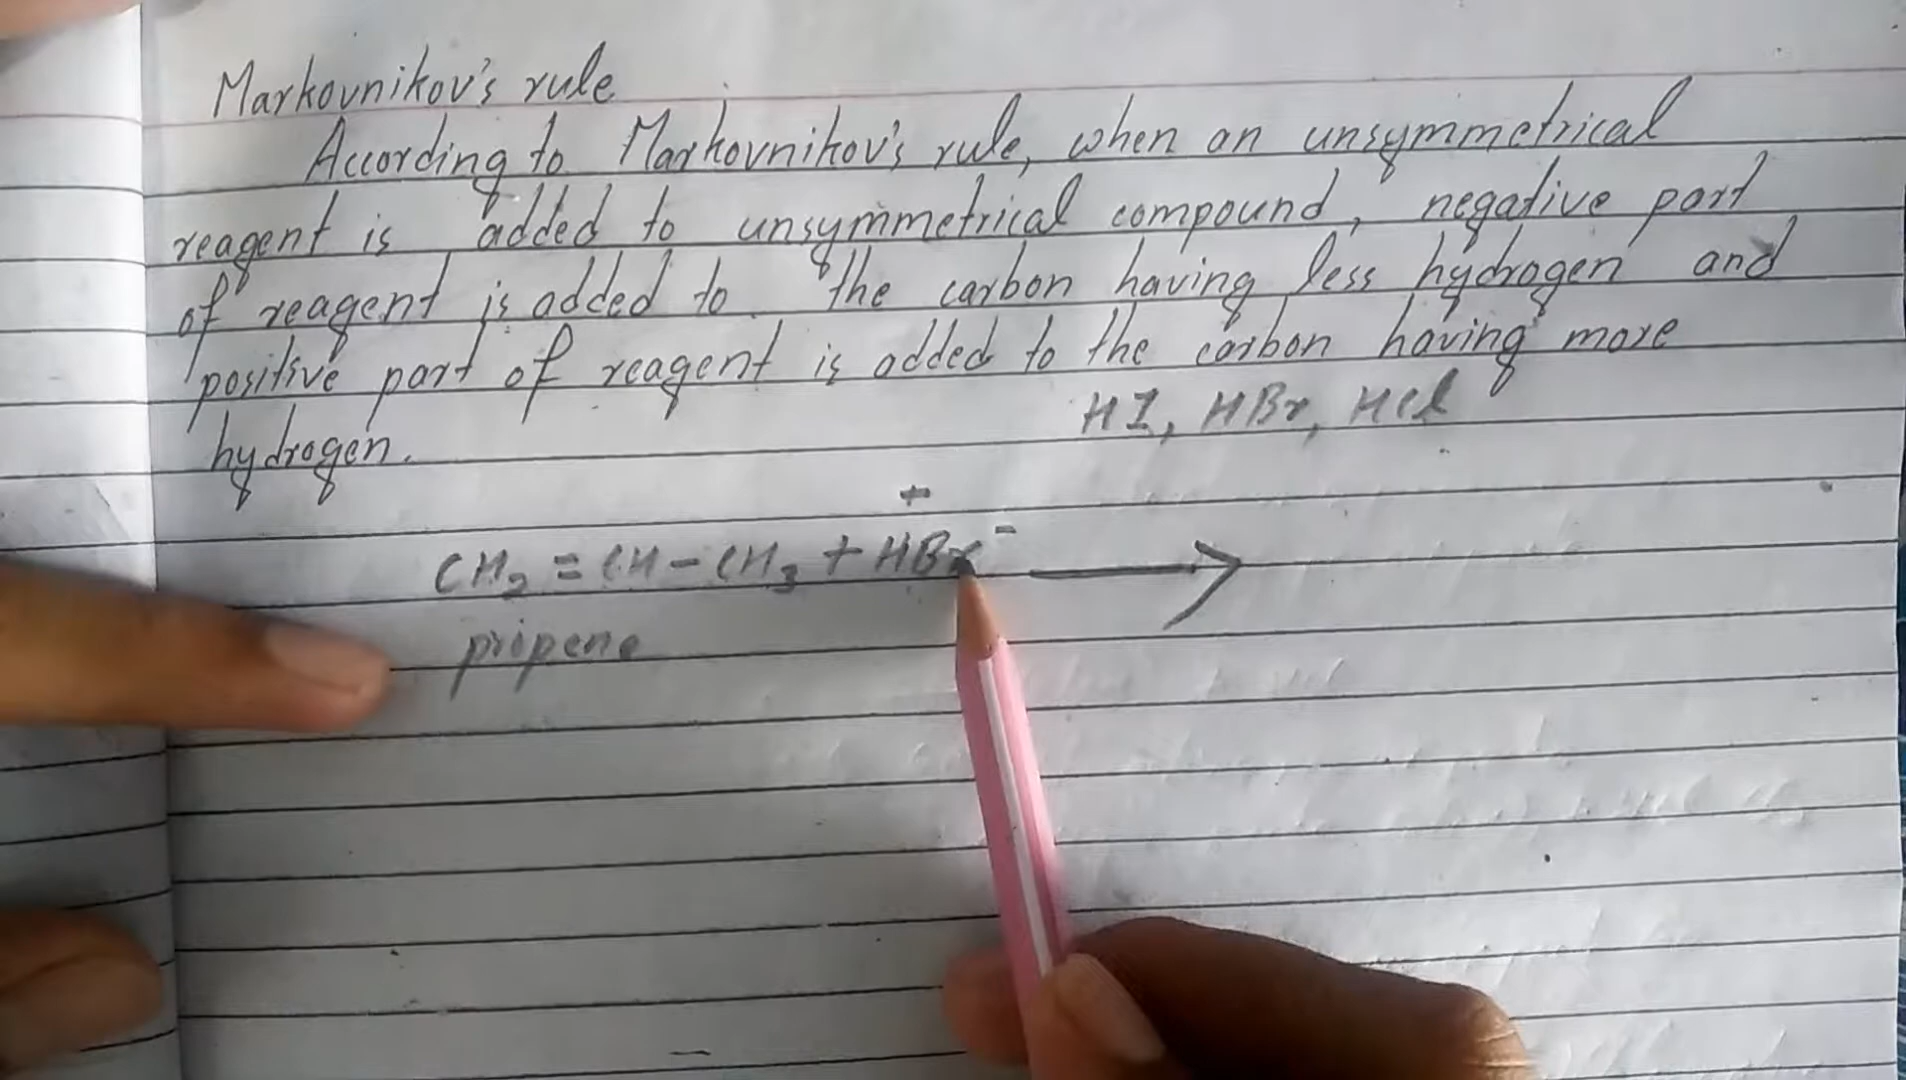 Markovnikov's rule
According to Markovnikov's rule, when an unsymmetrical
reagent is added to unsymmetrical compound, negative part
of reagent is added to the carbon having less hydrogen and
positive part of reagent is added to the carbon having more
hydrogen.
HI, HBr, HCl
CH₂ = CH - CH₃ + H⁺Br⁻ →
propene